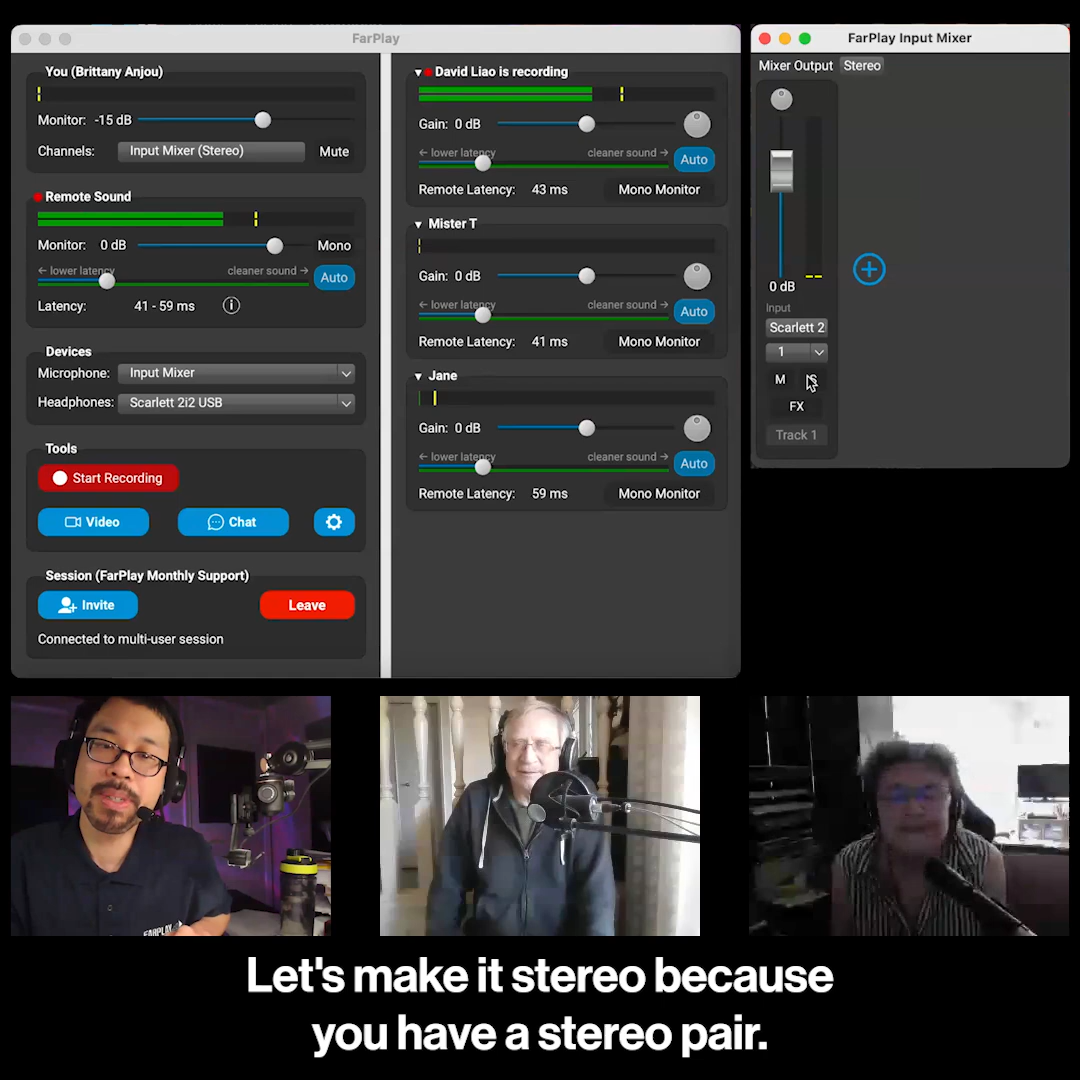 FarPlay
You (Brittany Anjou)
Monitor: -15 dB
Channels: Input Mixer (Stereo) Mute
Remote Sound
Monitor: 0 dB Mono
← lower latency cleaner sound → Auto
Latency: 41 - 59 ms i
Devices
Microphone: Input Mixer
Headphones: Scarlett 2i2 USB
Tools
Start Recording
Video Chat
Session (FarPlay Monthly Support)
Invite Leave
Connected to multi-user session
David Liao is recording
Gain: 0 dB
← lower latency cleaner sound → Auto
Remote Latency: 43 ms Mono Monitor
Mister T
Gain: 0 dB
← lower latency cleaner sound → Auto
Remote Latency: 41 ms Mono Monitor
Jane
Gain: 0 dB
← lower latency cleaner sound → Auto
Remote Latency: 59 ms Mono Monitor
FarPlay Input Mixer
Mixer Output Stereo
0 dB
Input
Scarlett 2
1
M S
FX
Track 1
FARPLAY
Let's make it stereo because
you have a stereo pair.